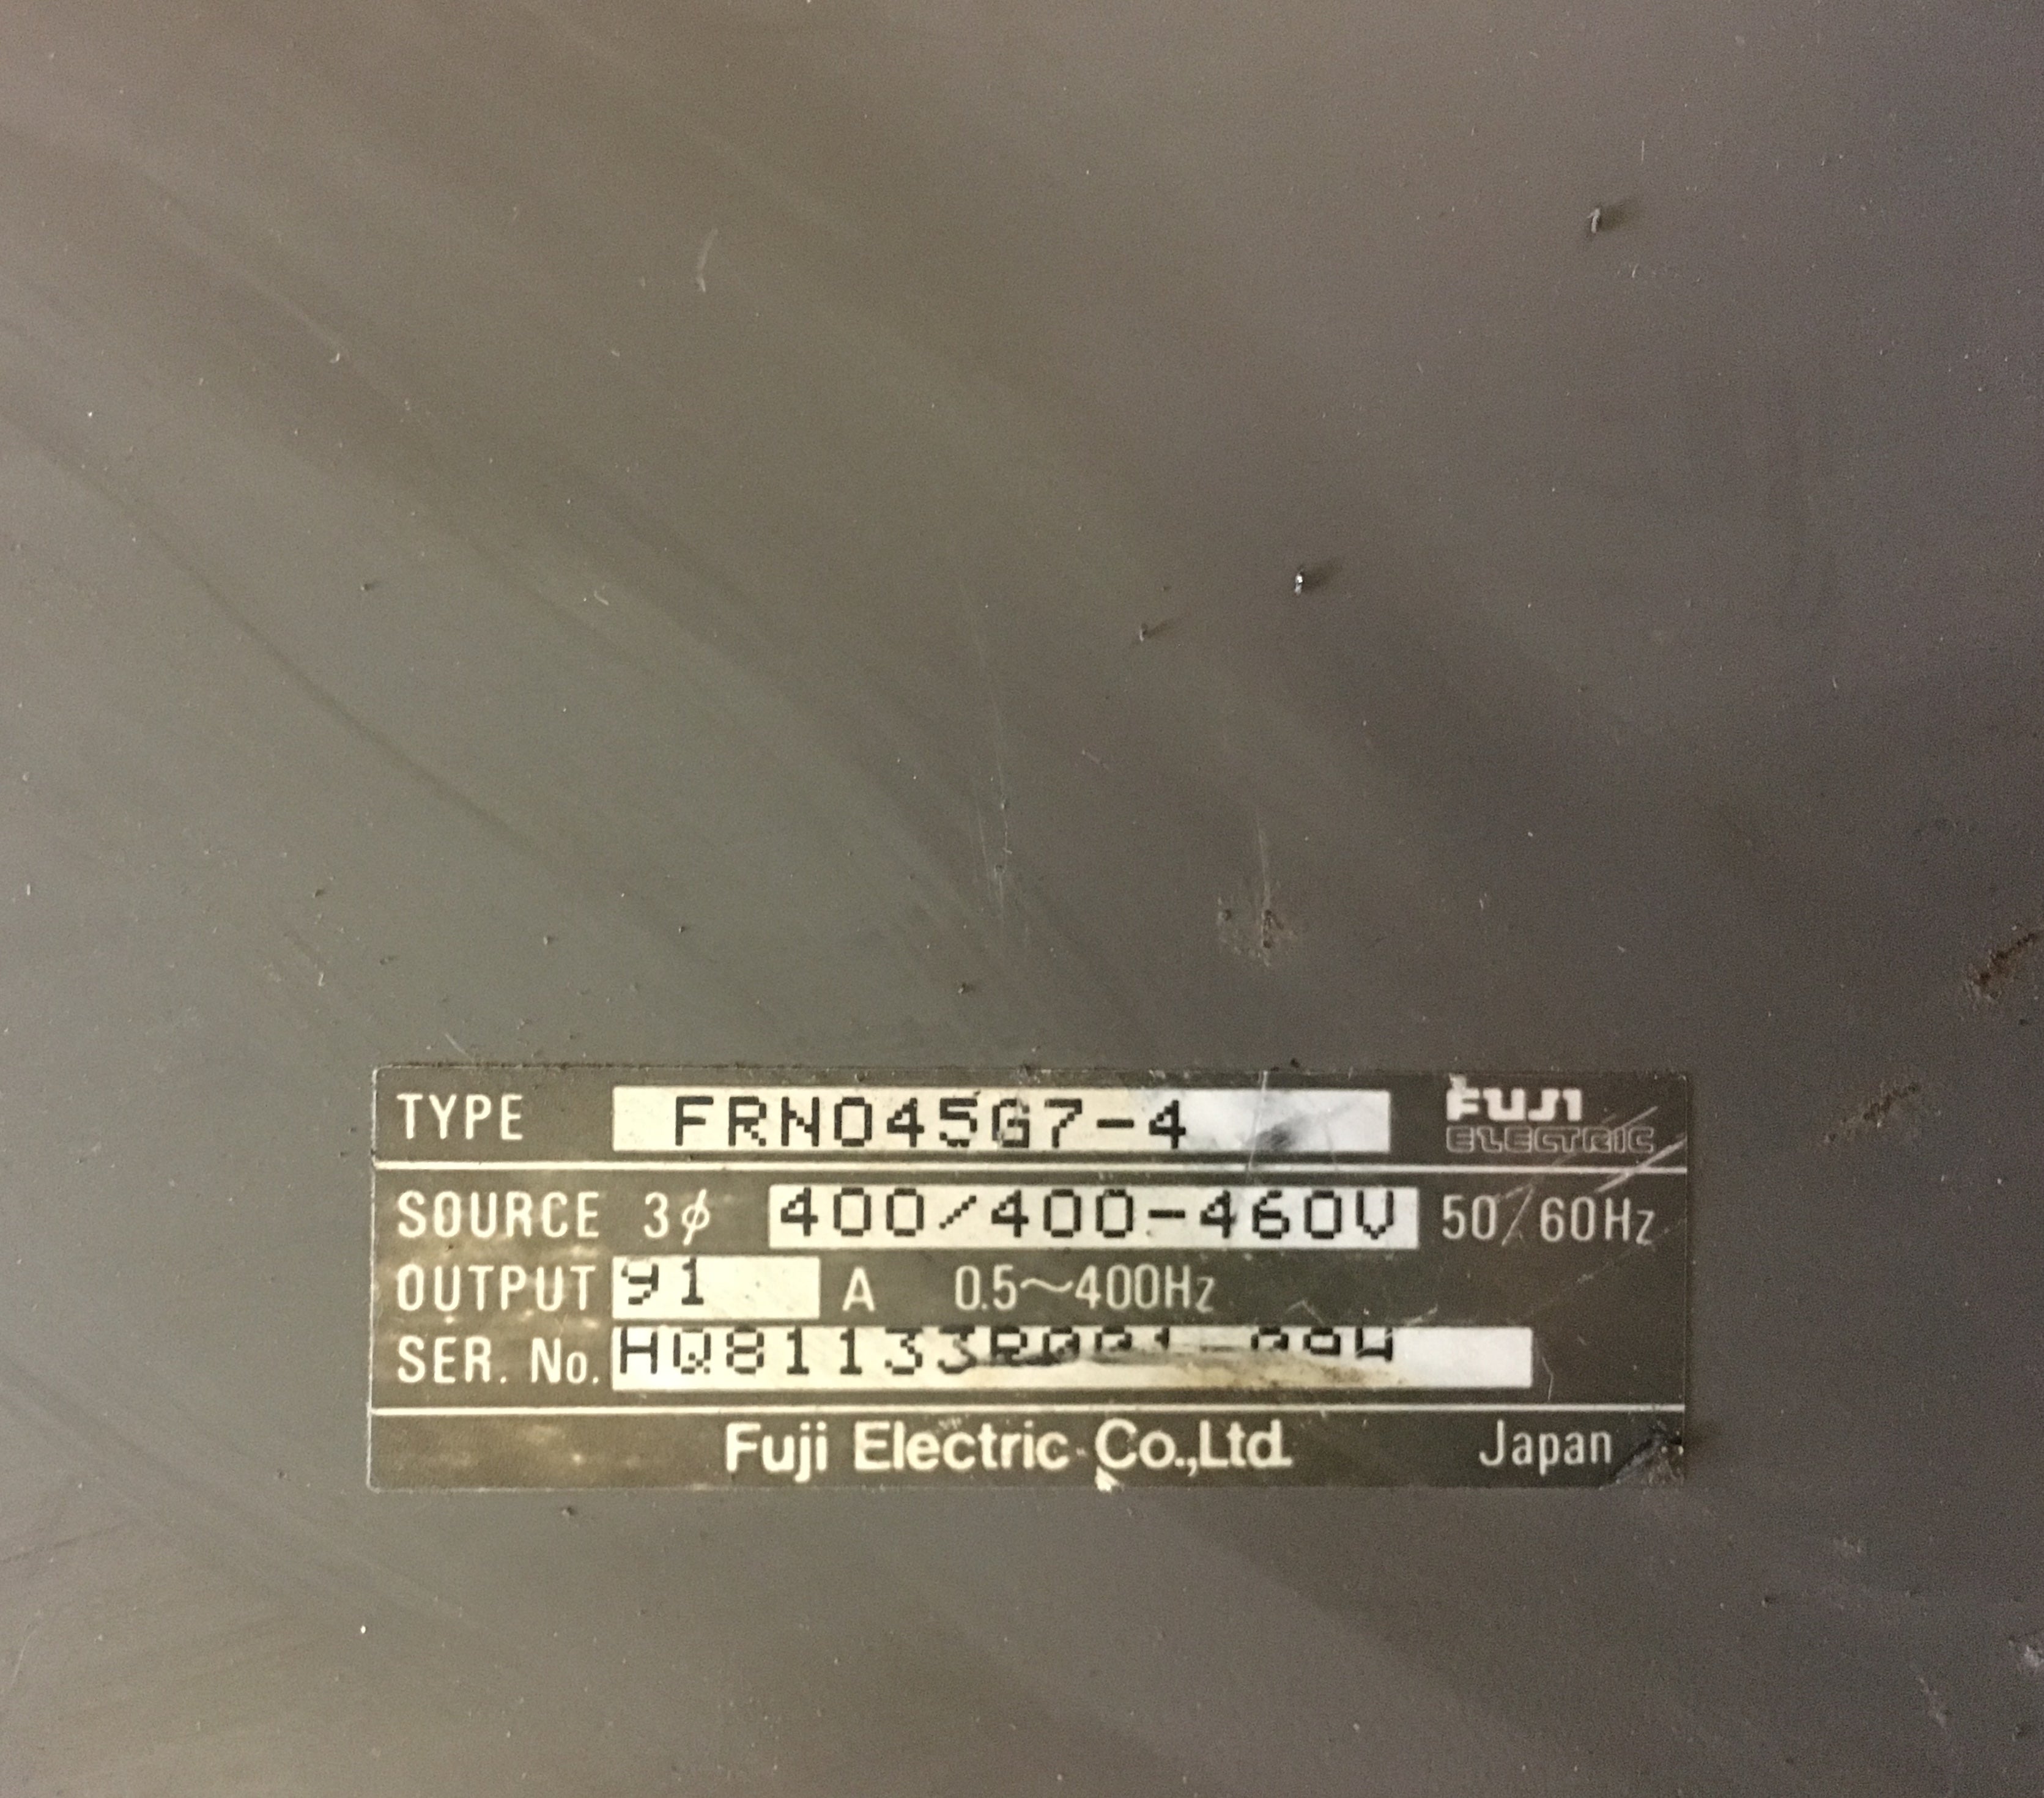 TYPE FRN045G7-4 FUJI ELECTRIC
SOURCE 3ϕ 400/400-460V 50/60Hz
OUTPUT 91 A 0.5~400Hz
SER. No.
Fuji Electric Co.,Ltd. Japan